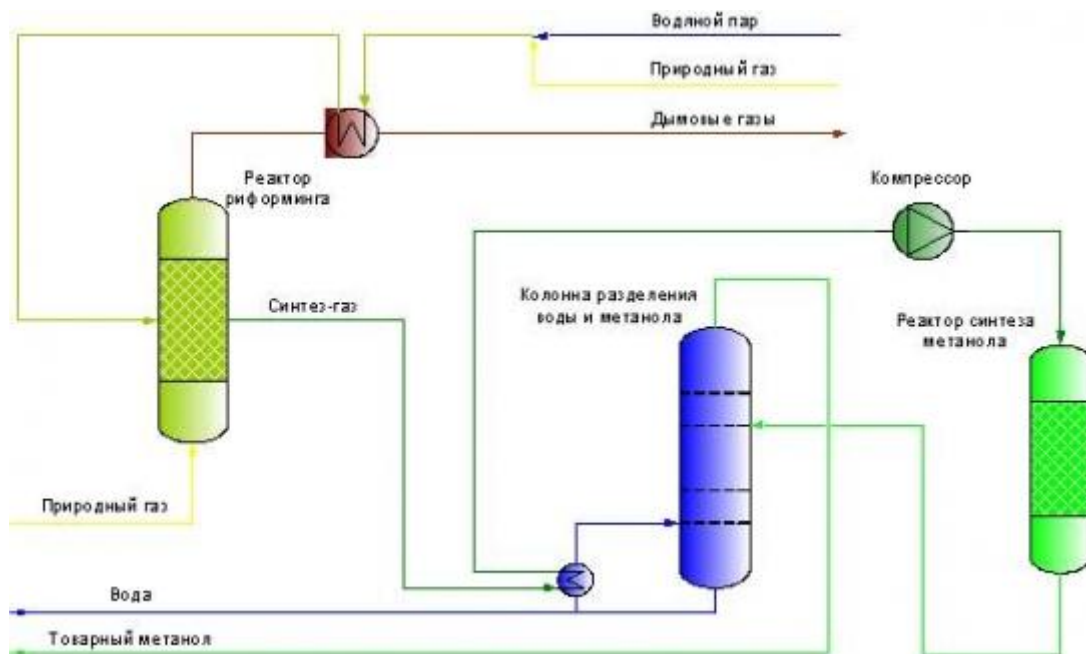 Водяной пар
Природный газ
Дымовые газы
Реактор
риформинга
Компрессор
Синтез-газ
Колонна разделения
воды и метанола
Реактор синтеза
метанола
Природный газ
Вода
Товарный метанол